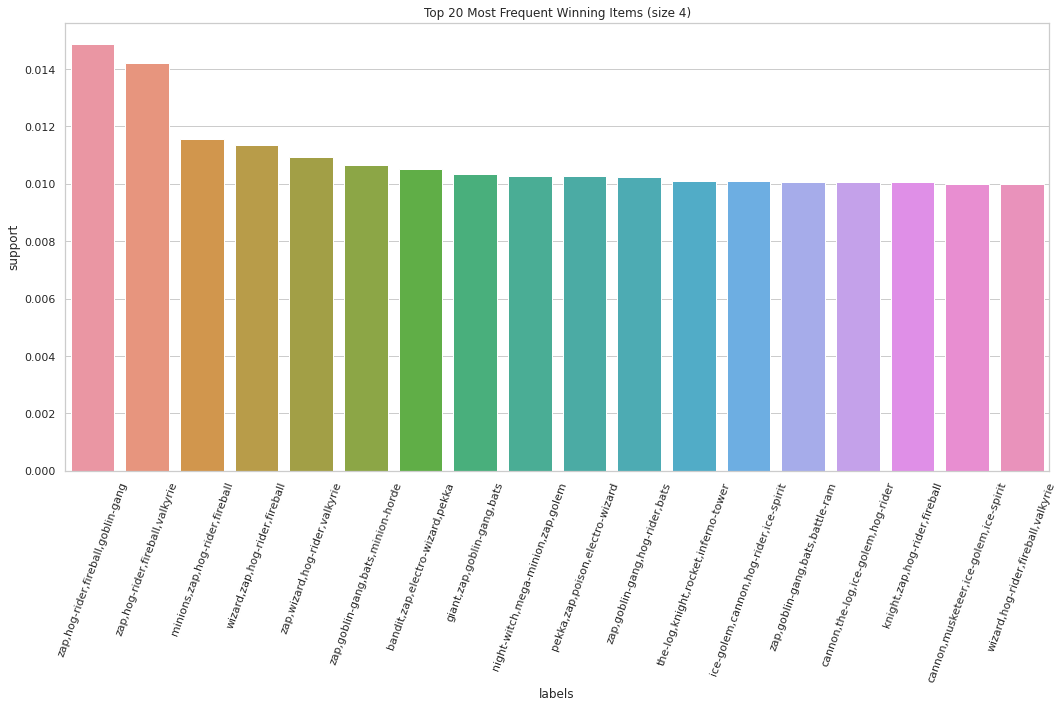 Top 20 Most Frequent Winning Items (size 4)
support
0.014
0.012
0.010
0.008
0.006
0.004
0.002
0.000
zap,hog-rider,fireball,goblin-gang
zap,hog-rider,fireball,valkyrie
minions,zap,hog-rider,fireball
wizard,zap,hog-rider,fireball
zap,wizard,hog-rider,valkyrie
zap,goblin-gang,bats,minion-horde
bandit,zap,electro-wizard,pekka
giant,zap,goblin-gang,bats
night-witch,mega-minion,zap,golem
pekka,zap,poison,electro-wizard
zap,goblin-gang,hog-rider,bats
the-log,knight,rocket,inferno-tower
ice-golem,cannon,hog-rider,ice-spirit
zap,goblin-gang,bats,battle-ram
cannon,the-log,ice-golem,hog-rider
knight,zap,hog-rider,fireball
cannon,musketeer,ice-golem,ice-spirit
wizard,hog-rider,fireball,valkyrie
labels